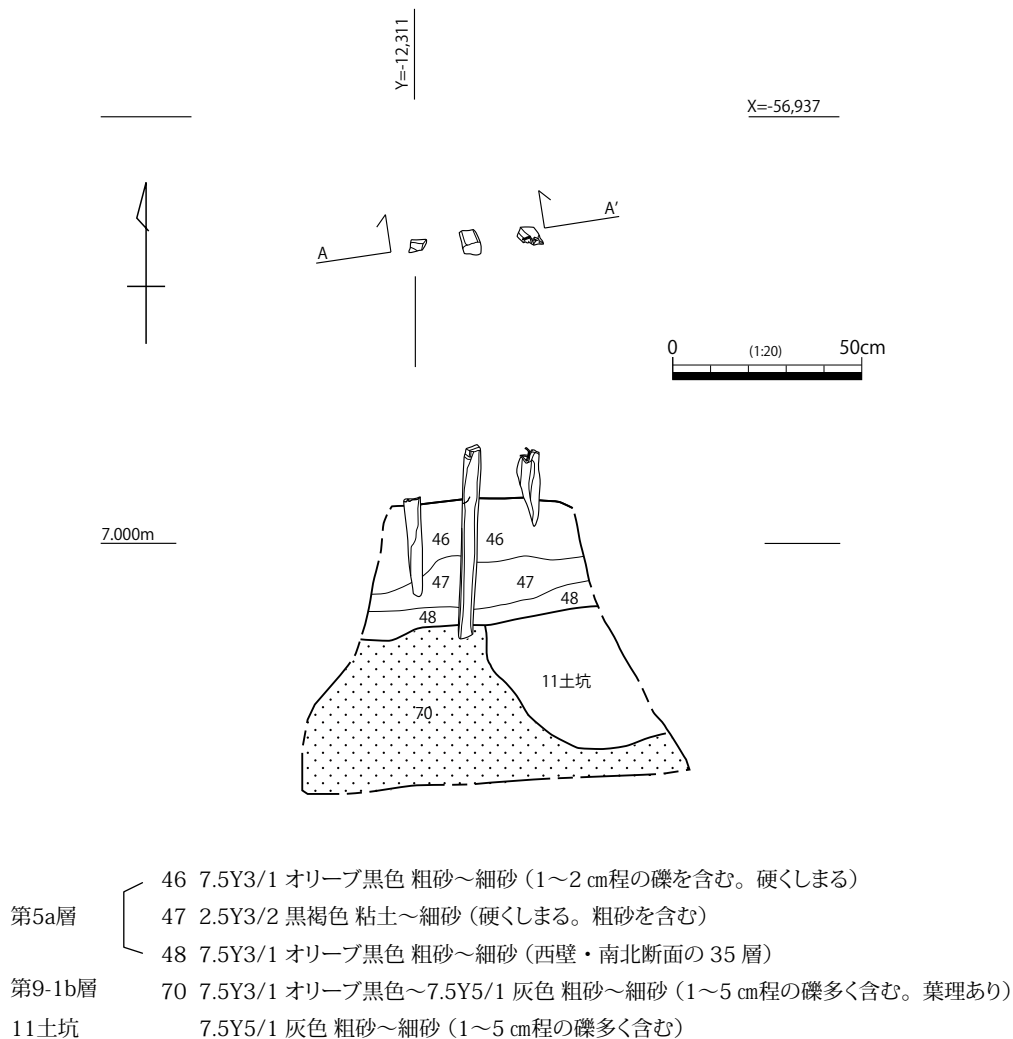 Y=-12,311
X=-56,937
A
A'
0 (1:20) 50cm
7.000m
46 46
47 47
48 48
11土坑
70
46 7.5Y3/1 オリーブ黒色 粗砂～細砂（1～2 ㎝程の礫を含む。硬くしまる）
第5a層 47 2.5Y3/2 黒褐色 粘土～細砂（硬くしまる。粗砂を含む）
48 7.5Y3/1 オリーブ黒色 粗砂～細砂（西壁・南北断面の 35 層）
第9-1b層 70 7.5Y3/1 オリーブ黒色～7.5Y5/1 灰色 粗砂～細砂（1～5 ㎝程の礫多く含む。葉理あり）
11土坑 7.5Y5/1 灰色 粗砂～細砂（1～5 ㎝程の礫多く含む）